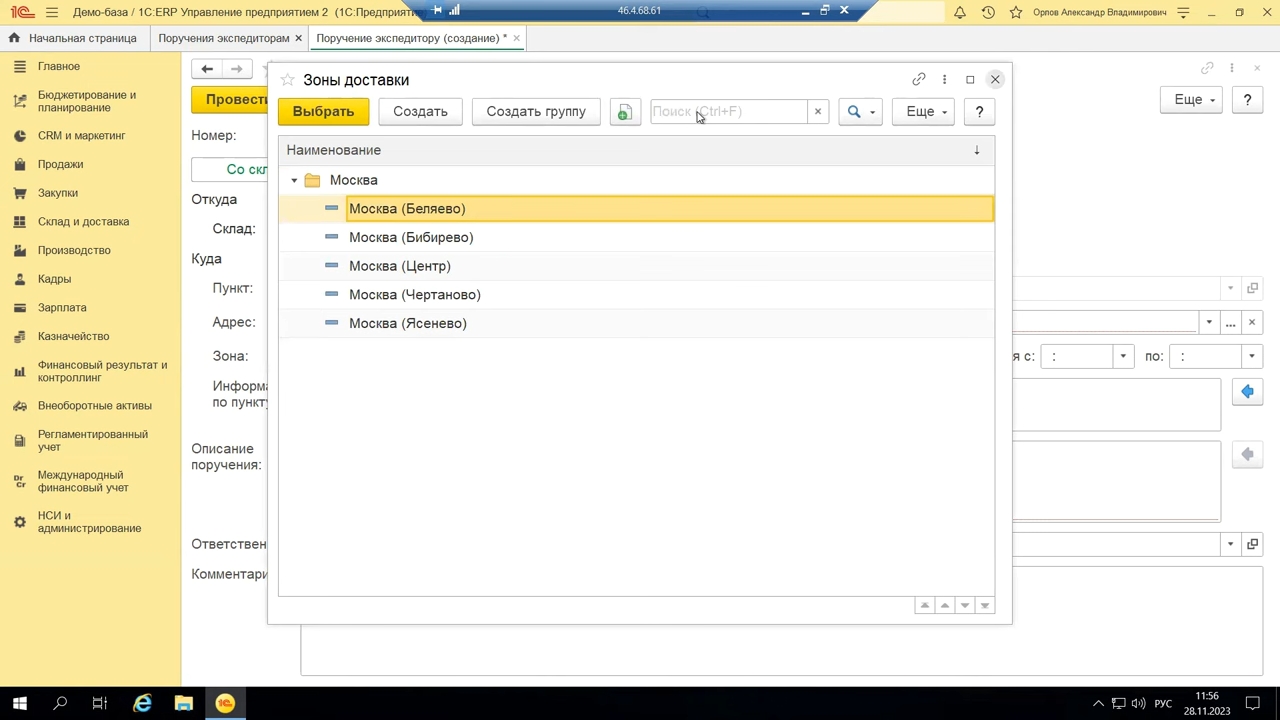 46.4.68.61
Демо-база / 1С:ERP Управление предприятием 2 (1С:Предприятие
Орлов Александр Владимирович
Начальная страница
Поручения экспедиторам
Поручение экспедитору (создание) *
Главное
Бюджетирование и
планирование
CRM и маркетинг
Продажи
Закупки
Склад и доставка
Производство
Кадры
Зарплата
Казначейство
Финансовый результат и
контроллинг
Внеоборотные активы
Регламентированный
учет
Международный
финансовый учет
НСИ и
администрирование
Провести
Еще
?
Номер:
Со скл
Откуда
Склад:
Куда
Пункт:
Адрес:
Зона:
я с:
:
по:
:
Информа
по пункту
Описание
поручения:
Ответствен
Комментари
Зоны доставки
Выбрать
Создать
Создать группу
Поиск (Ctrl+F)
Еще
?
Наименование
Москва
Москва (Беляево)
Москва (Бибирево)
Москва (Центр)
Москва (Чертаново)
Москва (Ясенево)
РУС
11:56
28.11.2023